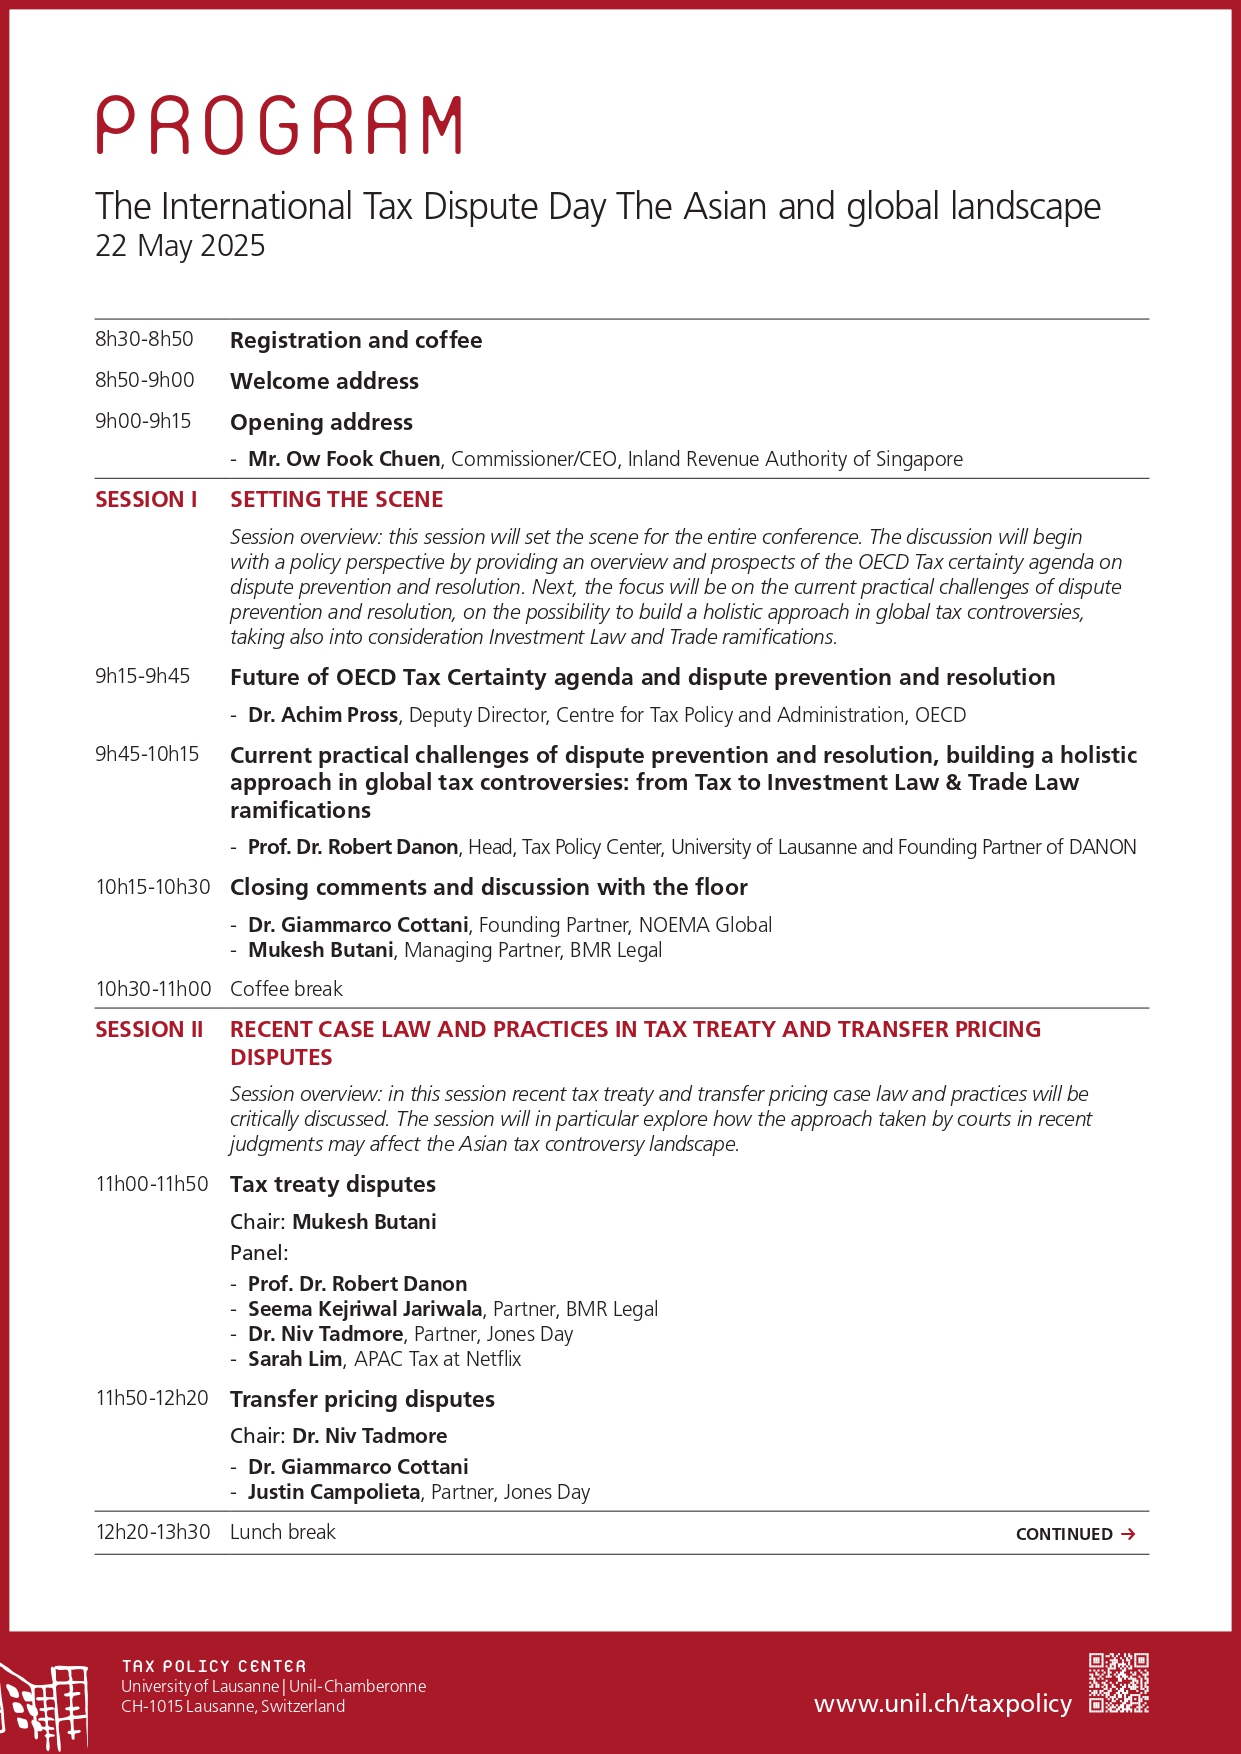 PROGRAM
The International Tax Dispute Day The Asian and global landscape
22 May 2025
8h30-8h50 Registration and coffee
8h50-9h00 Welcome address
9h00-9h15 Opening address
- Mr. Ow Fook Chuen, Commissioner/CEO, Inland Revenue Authority of Singapore
SESSION I SETTING THE SCENE
Session overview: this session will set the scene for the entire conference. The discussion will begin
with a policy perspective by providing an overview and prospects of the OECD Tax certainty agenda on
dispute prevention and resolution. Next, the focus will be on the current practical challenges of dispute
prevention and resolution, on the possibility to build a holistic approach in global tax controversies,
taking also into consideration Investment Law and Trade ramifications.
9h15-9h45 Future of OECD Tax Certainty agenda and dispute prevention and resolution
- Dr. Achim Pross, Deputy Director, Centre for Tax Policy and Administration, OECD
9h45-10h15 Current practical challenges of dispute prevention and resolution, building a holistic
approach in global tax controversies: from Tax to Investment Law & Trade Law
ramifications
- Prof. Dr. Robert Danon, Head, Tax Policy Center, University of Lausanne and Founding Partner of DANON
10h15-10h30 Closing comments and discussion with the floor
- Dr. Giammarco Cottani, Founding Partner, NOEMA Global
- Mukesh Butani, Managing Partner, BMR Legal
10h30-11h00 Coffee break
SESSION II RECENT CASE LAW AND PRACTICES IN TAX TREATY AND TRANSFER PRICING
DISPUTES
Session overview: in this session recent tax treaty and transfer pricing case law and practices will be
critically discussed. The session will in particular explore how the approach taken by courts in recent
judgments may affect the Asian tax controversy landscape.
11h00-11h50 Tax treaty disputes
Chair: Mukesh Butani
Panel:
- Prof. Dr. Robert Danon
- Seema Kejriwal Jariwala, Partner, BMR Legal
- Dr. Niv Tadmore, Partner, Jones Day
- Sarah Lim, APAC Tax at Netflix
11h50-12h20 Transfer pricing disputes
Chair: Dr. Niv Tadmore
- Dr. Giammarco Cottani
- Justin Campolieta, Partner, Jones Day
12h20-13h30 Lunch break CONTINUED →
TAX POLICY CENTER
University of Lausanne | Unil-Chamberonne
CH-1015 Lausanne, Switzerland
www.unil.ch/taxpolicy